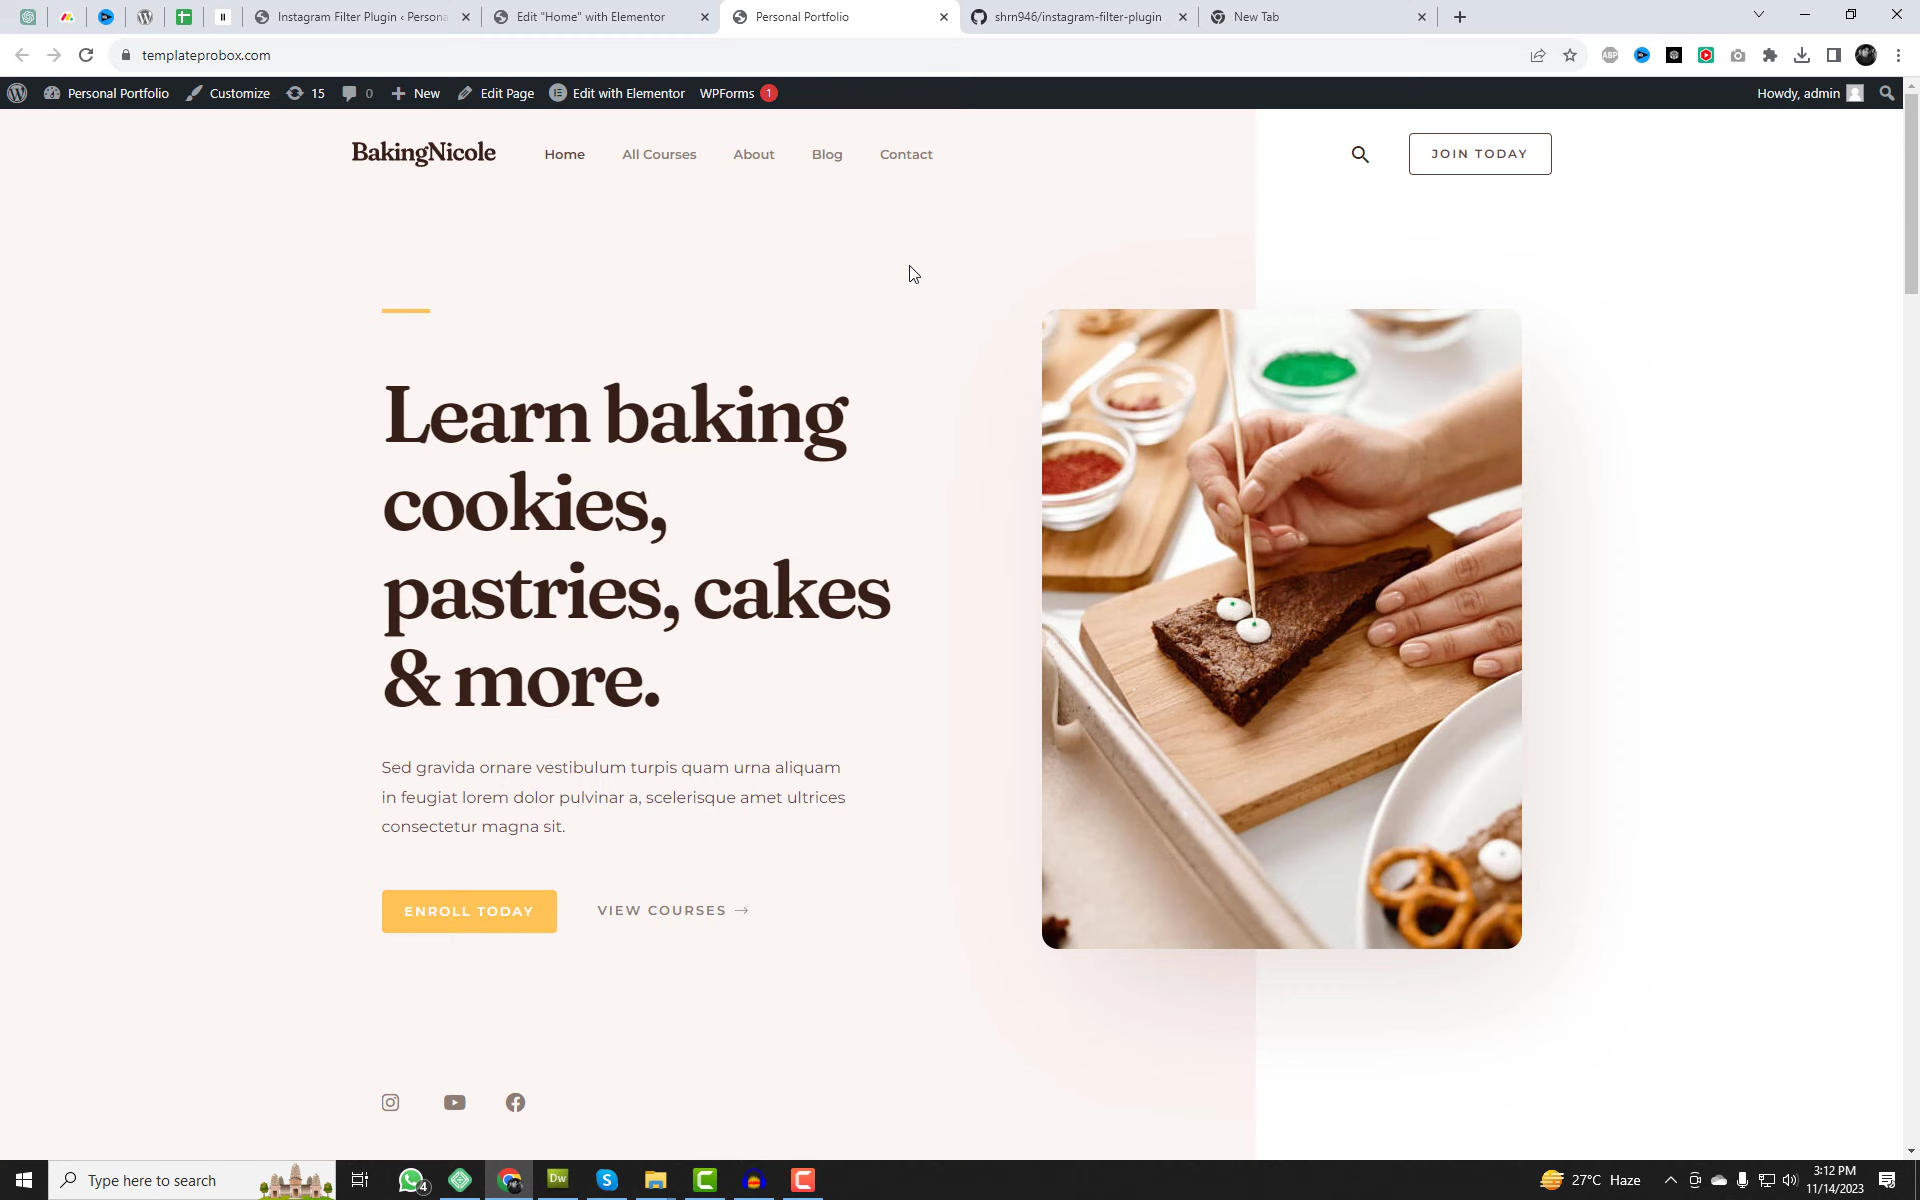 Instagram Filter Plugin ‹ Persona
Edit "Home" with Elementor
Personal Portfolio
shrn946/instagram-filter-plugin
New Tab
templateprobox.com
ABP
Personal Portfolio
Customize
15
0
New
Edit Page
Edit with Elementor
WPForms 1
Howdy, admin
BakingNicole
Home
All Courses
About
Blog
Contact
JOIN TODAY
Learn baking
cookies,
pastries, cakes
& more.
Sed gravida ornare vestibulum turpis quam urna aliquam
in feugiat lorem dolor pulvinar a, scelerisque amet ultrices
consectetur magna sit.
ENROLL TODAY
VIEW COURSES →
Type here to search
4
Dw
27°C Haze
3:12 PM
11/14/2023